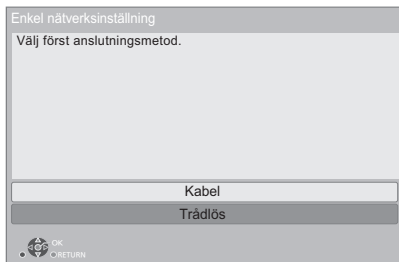 Enkel nätverksinställning
Välj först anslutningsmetod.
Kabel
Trådlös
OK
RETURN